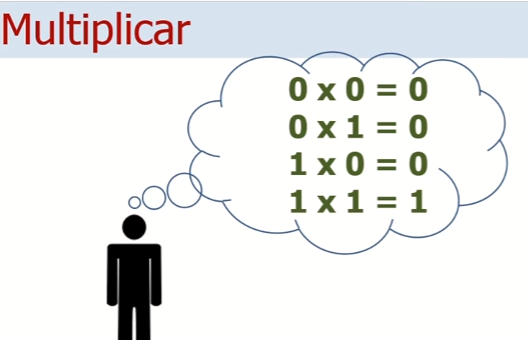 Multiplicar
0 x 0 = 0
0 x 1 = 0
1 x 0 = 0
1 x 1 = 1